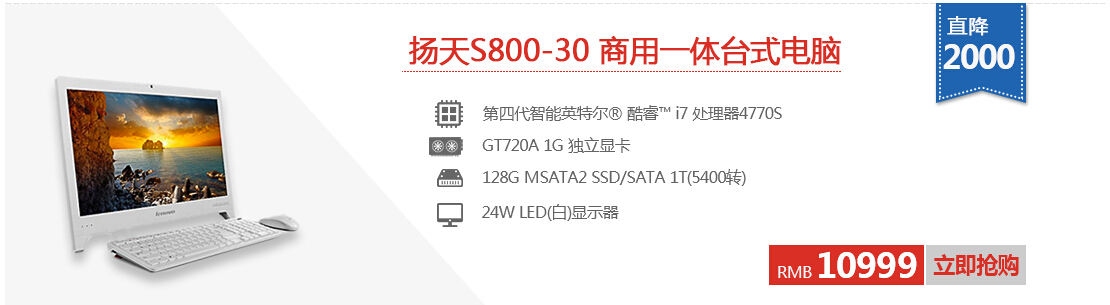 扬天S800-30 商用一体台式电脑
直降
2000
第四代智能英特尔® 酷睿™ i7 处理器4770S
GT720A 1G 独立显卡
128G MSATA2 SSD/SATA 1T(5400转)
24W LED(白)显示器
lenovo
RMB 10999 立即抢购